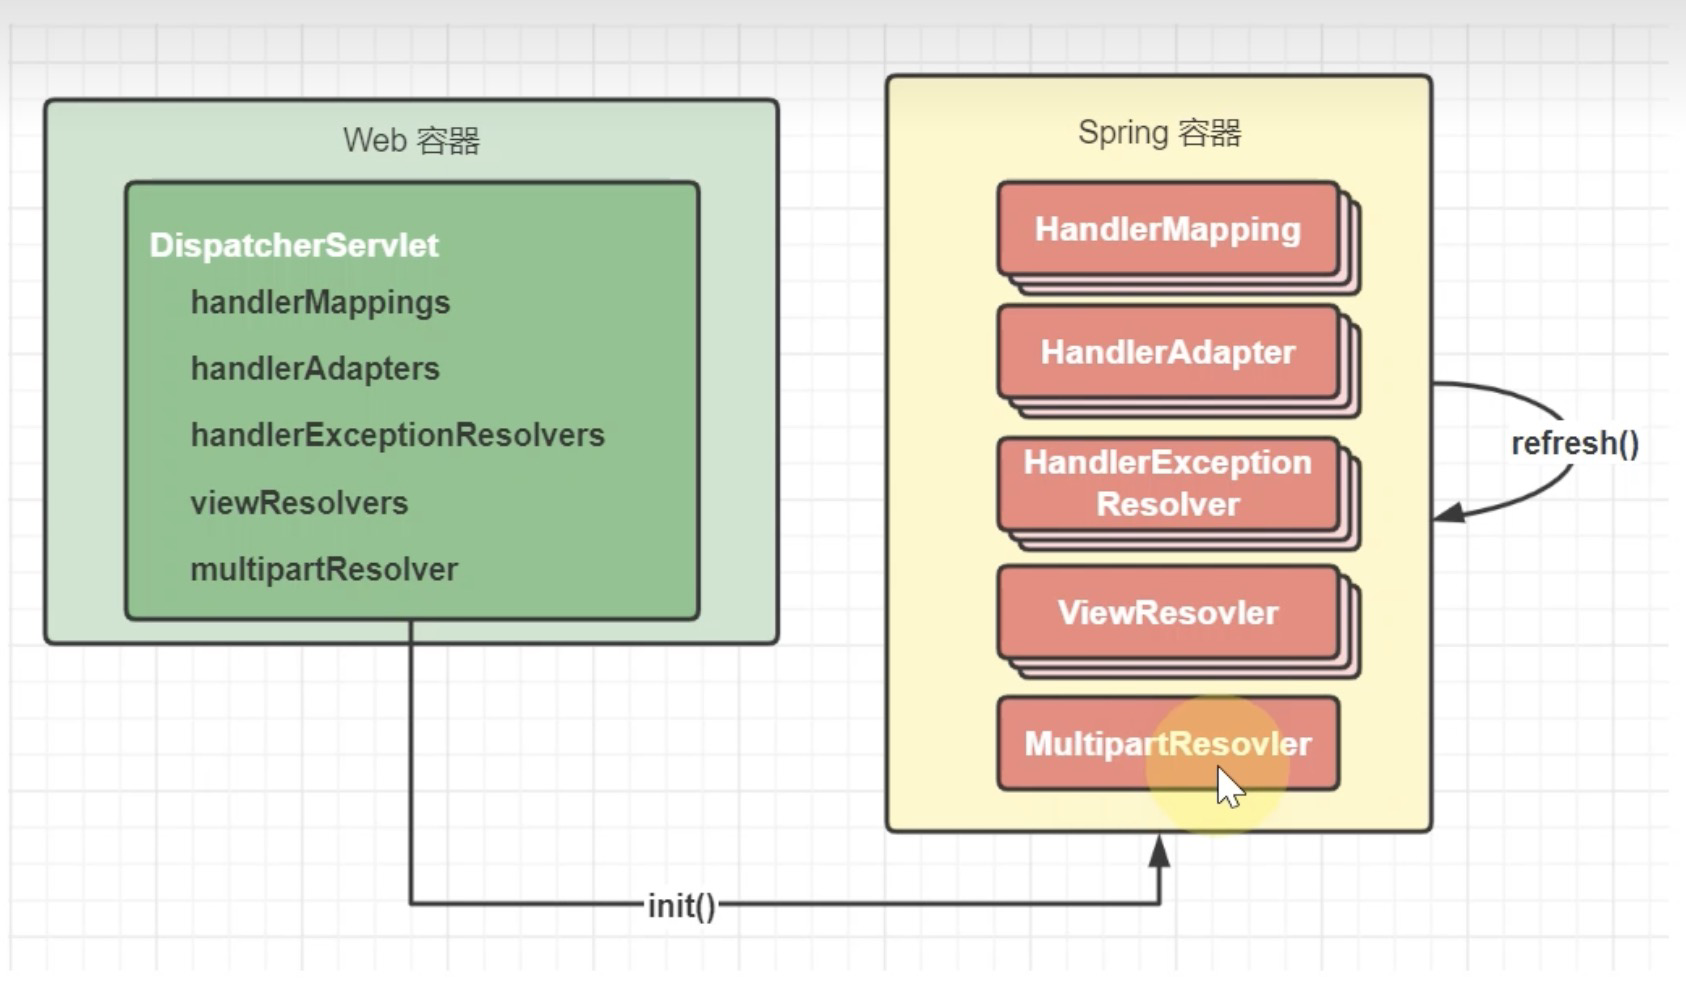 Web 容器
DispatcherServlet
handlerMappings
handlerAdapters
handlerExceptionResolvers
viewResolvers
multipartResolver
Spring 容器
HandlerMapping
HandlerAdapter
HandlerException
Resolver
ViewResovler
MultipartResovler
refresh()
init()